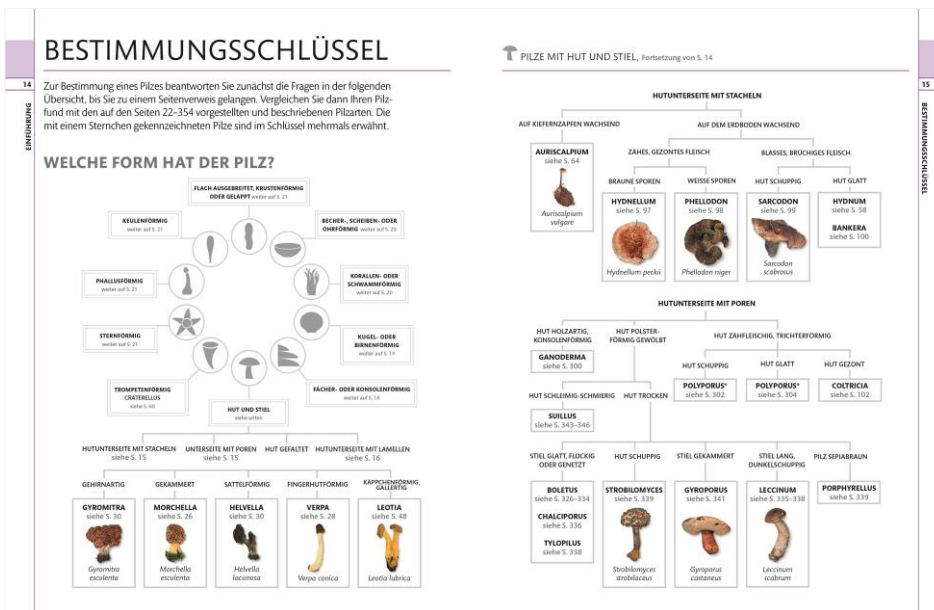 BESTIMMUNGSSCHLÜSSEL
14
EINFÜHRUNG
Zur Bestimmung eines Pilzes beantworten Sie zunächst die Fragen in der folgenden
Übersicht, bis Sie zu einem Seitenverweis gelangen. Vergleichen Sie dann Ihren Pilz-
fund mit den auf den Seiten 22–354 vorgestellten und beschriebenen Pilzarten. Die
mit einem Sternchen gekennzeichneten Pilze sind im Schlüssel mehrmals erwähnt.
WELCHE FORM HAT DER PILZ?
FLACH AUSGEBREITET, KRUSTENFÖRMIG
ODER GELAPPT weiter auf S. 21
KEULENFÖRMIG
weiter auf S. 21
BECHER-, SCHEIBEN- ODER
OHRFÖRMIG weiter auf S. 20
PHALLUSFÖRMIG
weiter auf S. 21
KORALLEN- ODER
SCHWAMMFÖRMIG
weiter auf S. 20
STERNFÖRMIG
weiter auf S. 21
KUGEL- ODER
BIRNENFÖRMIG
weiter auf S. 19
TROMPETENFÖRMIG
CRATERELLUS
siehe S. 60
FÄCHER- ODER KONSOLENFÖRMIG
weiter auf S. 18
HUT UND STIEL
siehe unten
HUTUNTERSEITE MIT STACHELN
siehe S. 15
UNTERSEITE MIT POREN
siehe S. 15
HUT GEFALTET
HUTUNTERSEITE MIT LAMELLEN
siehe S. 16
GEHIRNARTIG
GEKAMMERT
SATTELFÖRMIG
FINGERHUTFÖRMIG
KÄPPCHENFÖRMIG,
GALLERTIG
GYROMITRA
siehe S. 30
Gyromitra
esculenta
MORCHELLA
siehe S. 26
Morchella
esculenta
HELVELLA
siehe S. 30
Helvella
lacunosa
VERPA
siehe S. 28
Verpa conica
LEOTIA
siehe S. 48
Leotia lubrica
PILZE MIT HUT UND STIEL, Fortsetzung von S. 14
15
BESTIMMUNGSSCHLÜSSEL
HUTUNTERSEITE MIT STACHELN
AUF KIEFERNZAPFEN WACHSEND
AUF DEM ERDBODEN WACHSEND
AURISCALPIUM
siehe S. 64
Auriscalpium
vulgare
ZÄHES, GEZONTES FLEISCH
BLASSES, BRÜCHIGES FLEISCH
BRAUNE SPOREN
WEISSE SPOREN
HUT SCHUPPIG
HUT GLATT
HYDNELLUM
siehe S. 97
Hydnellum peckii
PHELLODON
siehe S. 98
Phellodon niger
SARCODON
siehe S. 99
Sarcodon
scabrosus
HYDNUM
siehe S. 58
BANKERA
siehe S. 100
HUTUNTERSEITE MIT POREN
HUT HOLZARTIG,
KONSOLENFÖRMIG
HUT POLSTER-
FÖRMIG GEWÖLBT
HUT ZÄHFLEISCHIG, TRICHTERFÖRMIG
GANODERMA
siehe S. 300
HUT SCHUPPIG
HUT GLATT
HUT GEZONT
POLYPORUS*
siehe S. 302
POLYPORUS*
siehe S. 304
COLTRICIA
siehe S. 102
HUT SCHLEIMIG-SCHMIERIG
HUT TROCKEN
SUILLUS
siehe S. 343–346
STIEL GLATT, FLOCKIG
ODER GENETZT
HUT SCHUPPIG
STIEL GEKAMMERT
STIEL LANG,
DUNKELSCHUPPIG
PILZ SEPIABRAUN
BOLETUS
siehe S. 326–334
CHALCIPORUS
siehe S. 336
TYLOPILUS
siehe S. 338
STROBILOMYCES
siehe S. 339
Strobilomyces
strobilaceus
GYROPORUS
siehe S. 341
Gyroporus
castaneus
LECCINUM
siehe S. 335–338
Leccinum
scabrum
PORPHYRELLUS
siehe S. 339